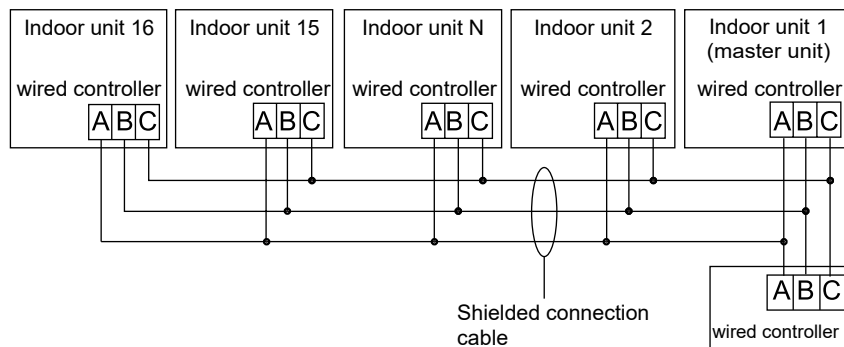 Indoor unit 16
wired controller
A B C
Indoor unit 15
wired controller
A B C
Indoor unit N
wired controller
A B C
Indoor unit 2
wired controller
A B C
Indoor unit 1
(master unit)
wired controller
A B C
Shielded connection
cable
A B C
wired controller